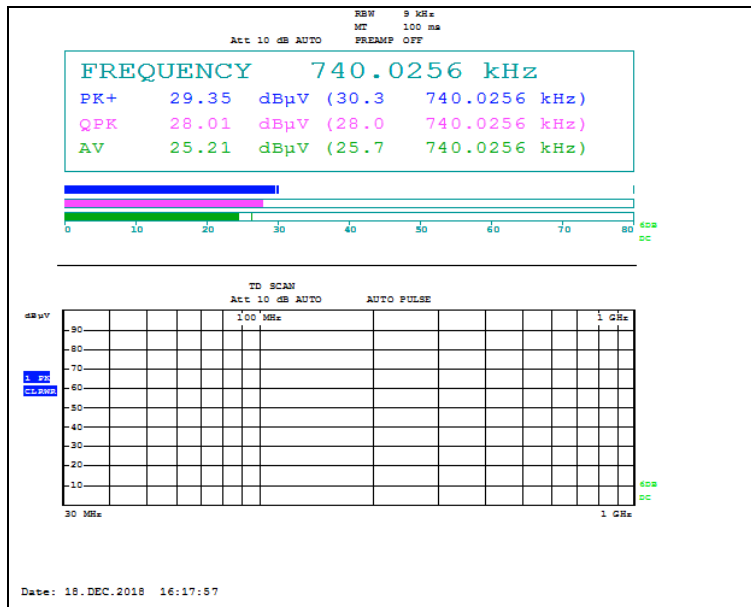 RBW 9 kHz
MT 100 ms
Att 10 dB AUTO PREAMP OFF
FREQUENCY 740.0256 kHz
PK+ 29.35 dBµV (30.3 740.0256 kHz)
QPK 28.01 dBµV (28.0 740.0256 kHz)
AV 25.21 dBµV (25.7 740.0256 kHz)
0 10 20 30 40 50 60 70 80
6DB
DC
TD SCAN
Att 10 dB AUTO AUTO PULSE
dBµV
100 MHz 1 GHz
90
80
70
1 PK
60
CLRWR
50
40
30
20
10
6DB
DC
30 MHz 1 GHz
Date: 18.DEC.2018 16:17:57